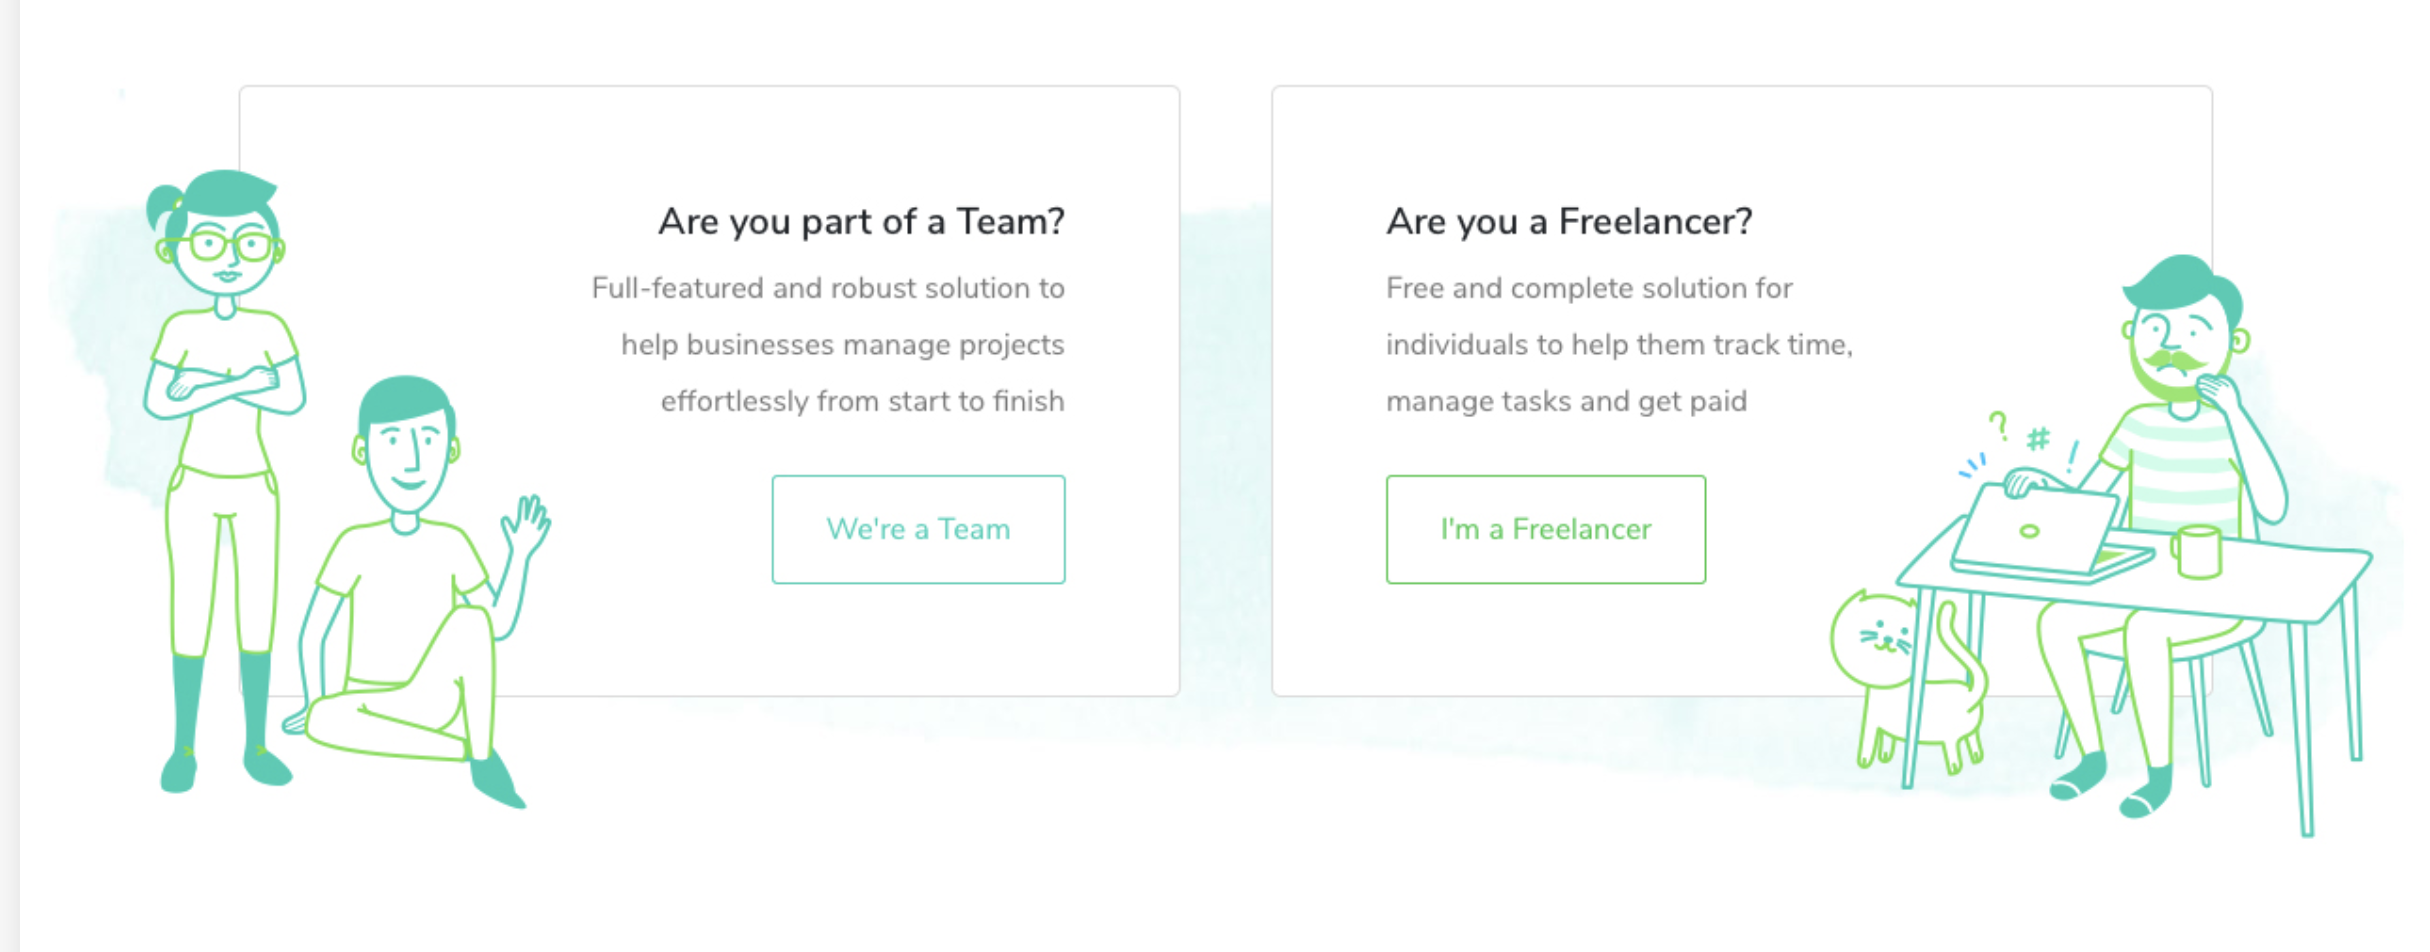 Are you part of a Team?
Full-featured and robust solution to
help businesses manage projects
effortlessly from start to finish
We're a Team
Are you a Freelancer?
Free and complete solution for
individuals to help them track time,
manage tasks and get paid
I'm a Freelancer
? # !